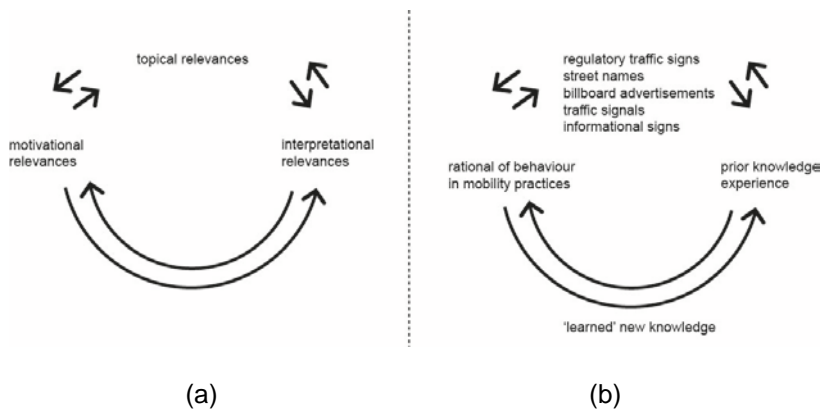 topical relevances
motivational
relevances
interpretational
relevances
regulatory traffic signs
street names
billboard advertisements
traffic signals
informational signs
rational of behaviour
in mobility practices
prior knowledge
experience
'learned' new knowledge
(a)
(b)